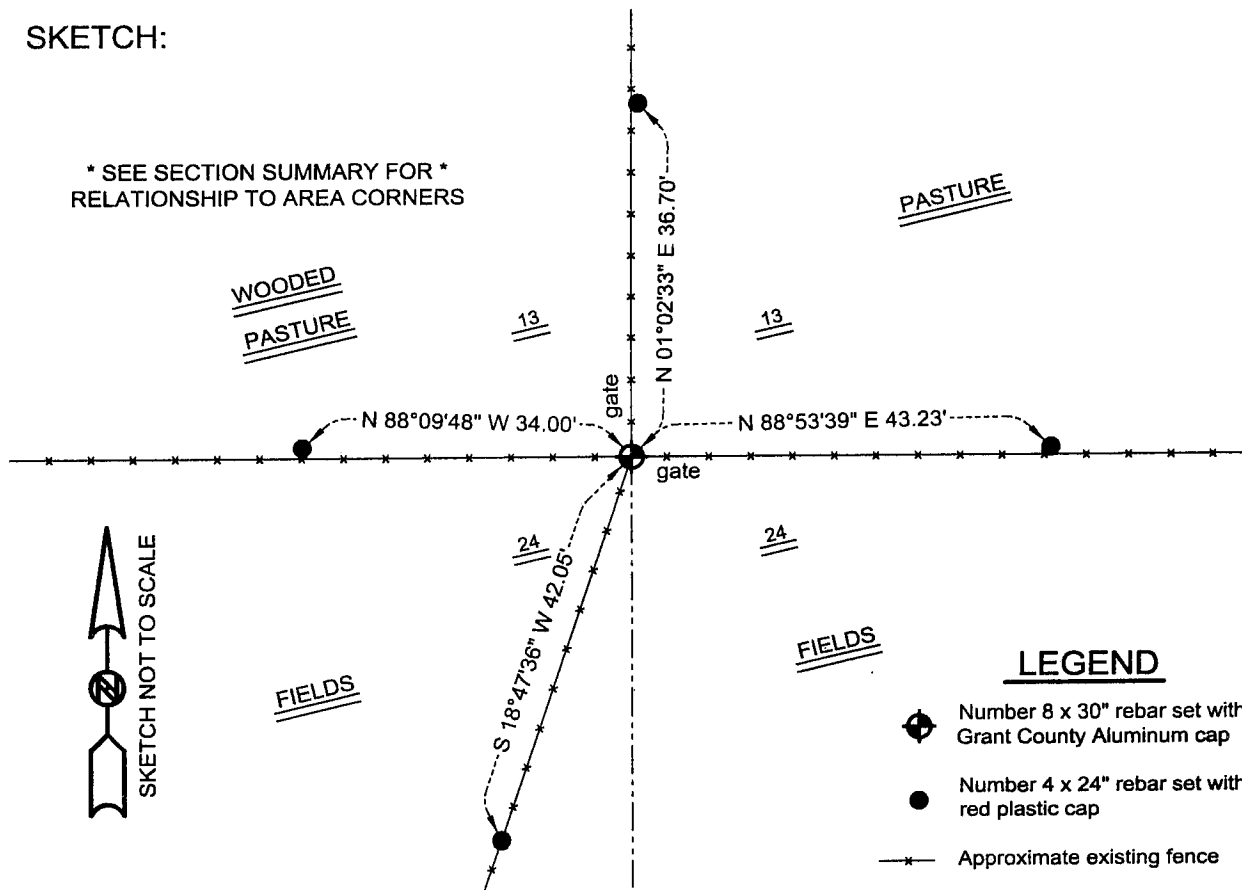 SKETCH:
* SEE SECTION SUMMARY FOR *
RELATIONSHIP TO AREA CORNERS
PASTURE
WOODED
PASTURE
13
13
N 01°02'33" E 36.70'
gate
N 88°09'48" W 34.00'
N 88°53'39" E 43.23'
gate
24
24
S 18°47'36" W 42.05'
N
SKETCH NOT TO SCALE
FIELDS
FIELDS
LEGEND
Number 8 x 30" rebar set with
Grant County Aluminum cap
Number 4 x 24" rebar set with
red plastic cap
Approximate existing fence